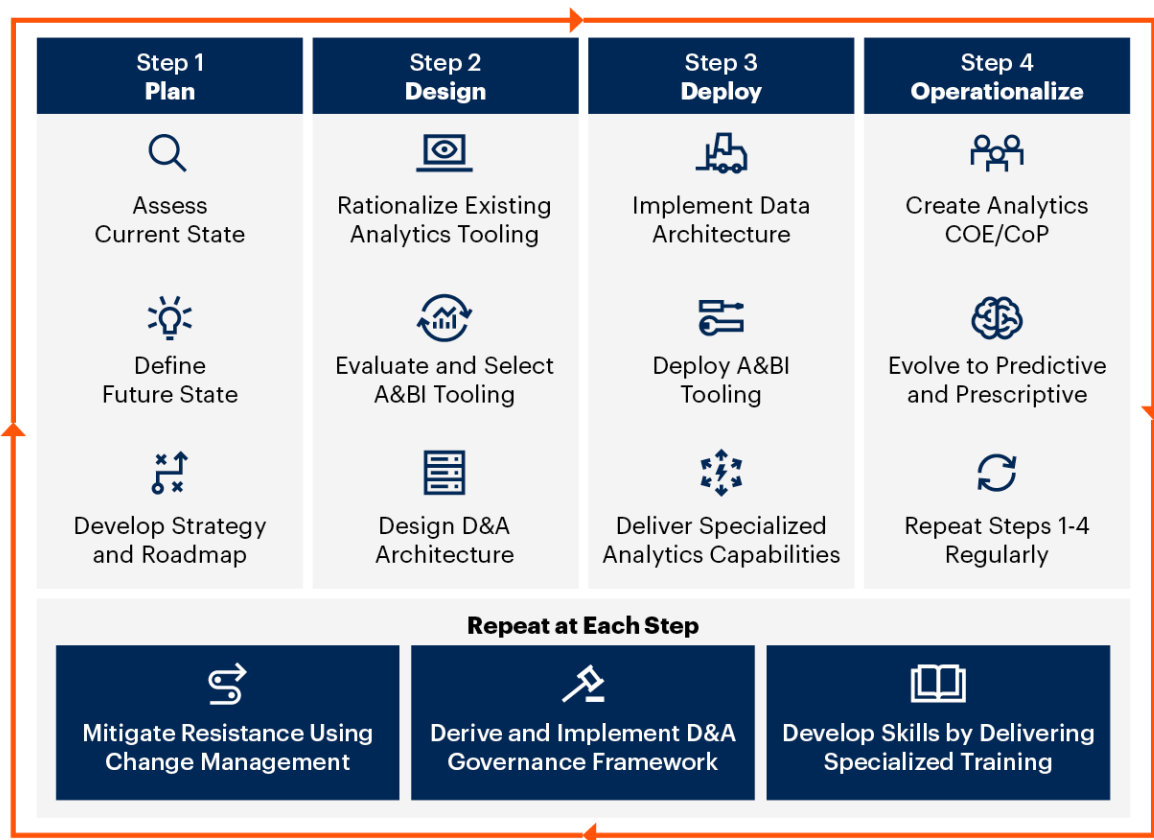 Step 1
Plan
Assess
Current State
Define
Future State
Develop Strategy
and Roadmap
Step 2
Design
Rationalize Existing
Analytics Tooling
Evaluate and Select
A&BI Tooling
Design D&A
Architecture
Step 3
Deploy
Implement Data
Architecture
Deploy A&BI
Tooling
Deliver Specialized
Analytics Capabilities
Step 4
Operationalize
Create Analytics
COE/CoP
Evolve to Predictive
and Prescriptive
Repeat Steps 1-4
Regularly
Repeat at Each Step
Mitigate Resistance Using
Change Management
Derive and Implement D&A
Governance Framework
Develop Skills by Delivering
Specialized Training